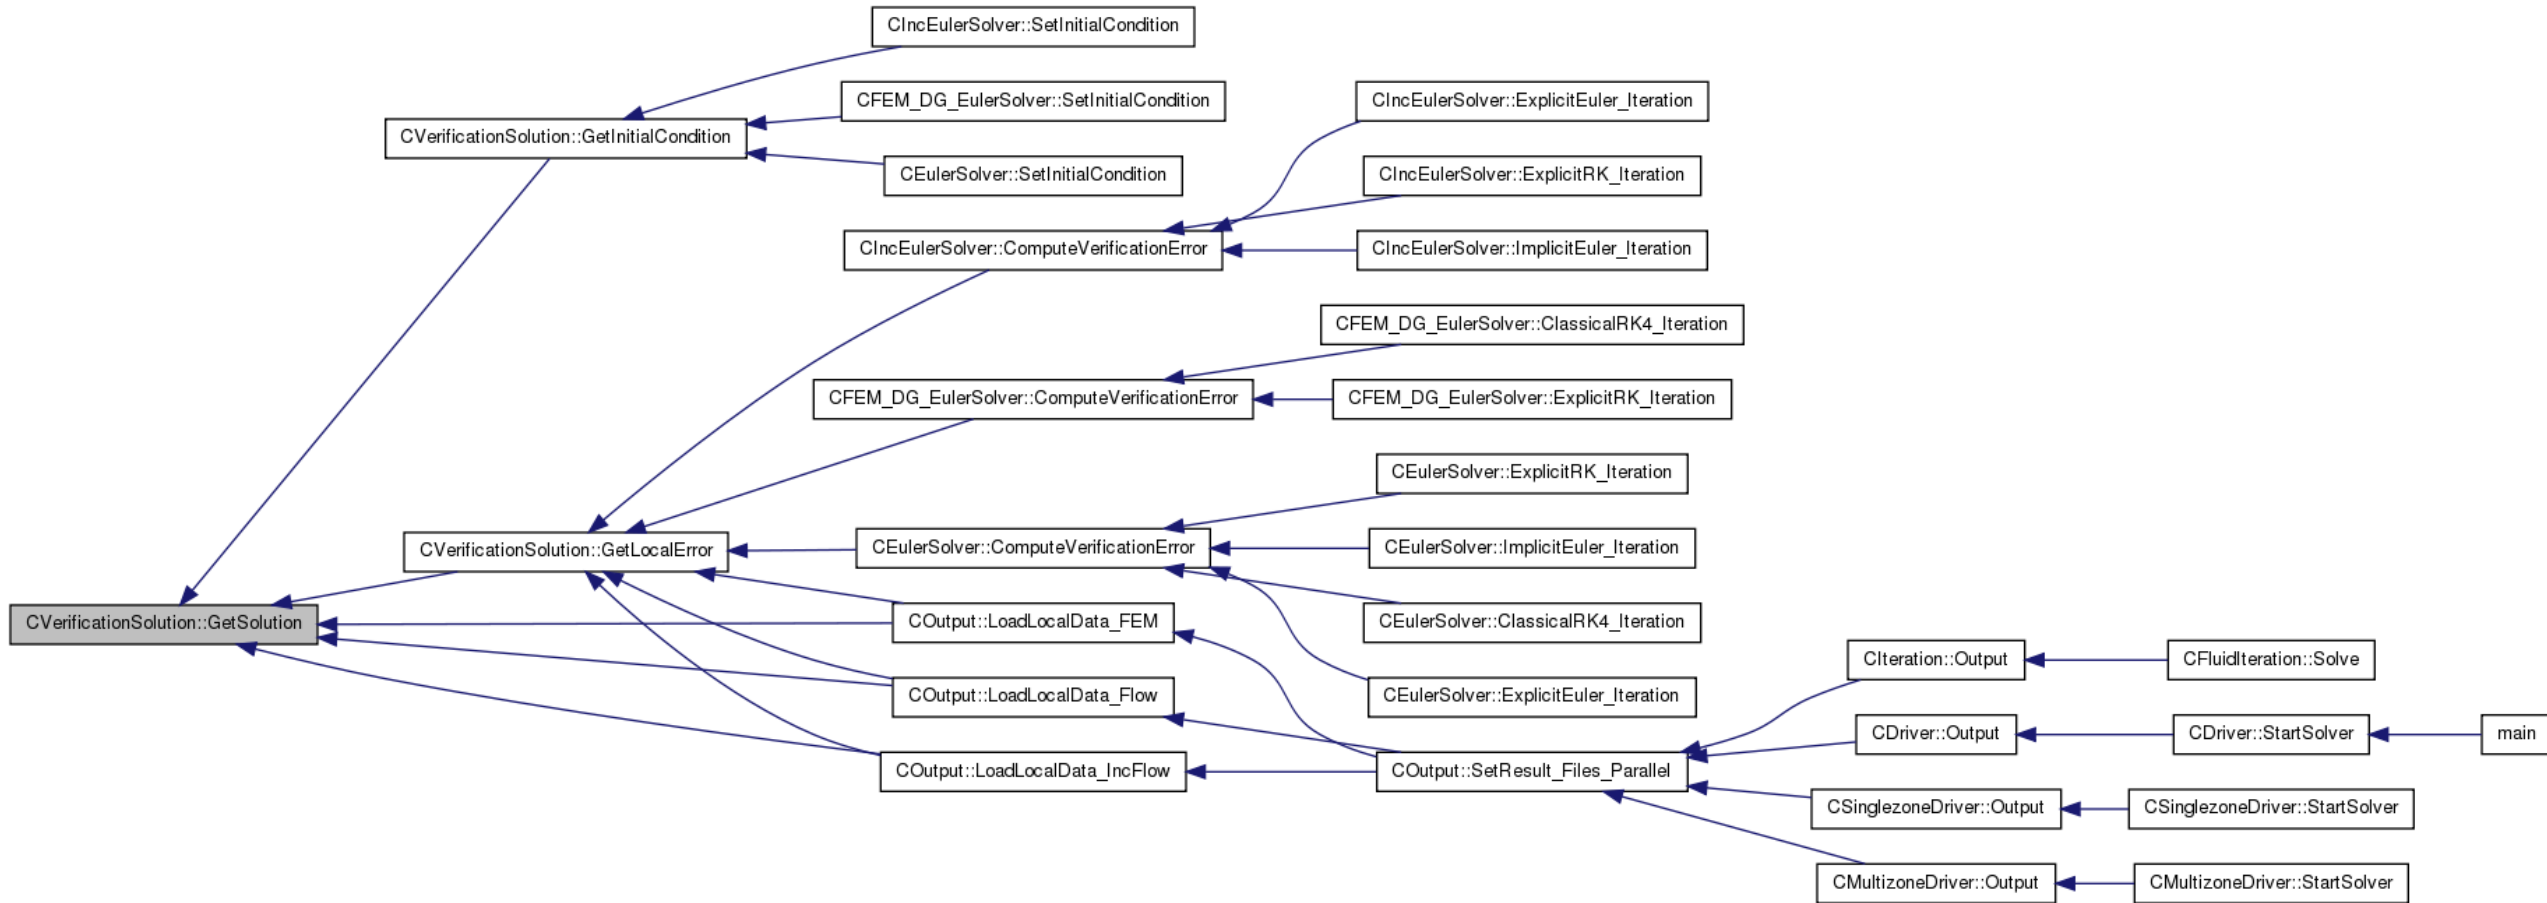 CIncEulerSolver::SetInitialCondition
CFEM_DG_EulerSolver::SetInitialCondition
CIncEulerSolver::ExplicitEuler_Iteration
CVerificationSolution::GetInitialCondition
CEulerSolver::SetInitialCondition
CIncEulerSolver::ExplicitRK_Iteration
CIncEulerSolver::ComputeVerificationError
CIncEulerSolver::ImplicitEuler_Iteration
CFEM_DG_EulerSolver::ClassicalRK4_Iteration
CFEM_DG_EulerSolver::ComputeVerificationError
CFEM_DG_EulerSolver::ExplicitRK_Iteration
CEulerSolver::ExplicitRK_Iteration
CVerificationSolution::GetLocalError
CEulerSolver::ComputeVerificationError
CEulerSolver::ImplicitEuler_Iteration
CVerificationSolution::GetSolution
COutput::LoadLocalData_FEM
CEulerSolver::ClassicalRK4_Iteration
CIteration::Output
CFluidIteration::Solve
COutput::LoadLocalData_Flow
CEulerSolver::ExplicitEuler_Iteration
CDriver::Output
CDriver::StartSolver
main
COutput::LoadLocalData_IncFlow
COutput::SetResult_Files_Parallel
CSinglezoneDriver::Output
CSinglezoneDriver::StartSolver
CMultizoneDriver::Output
CMultizoneDriver::StartSolver